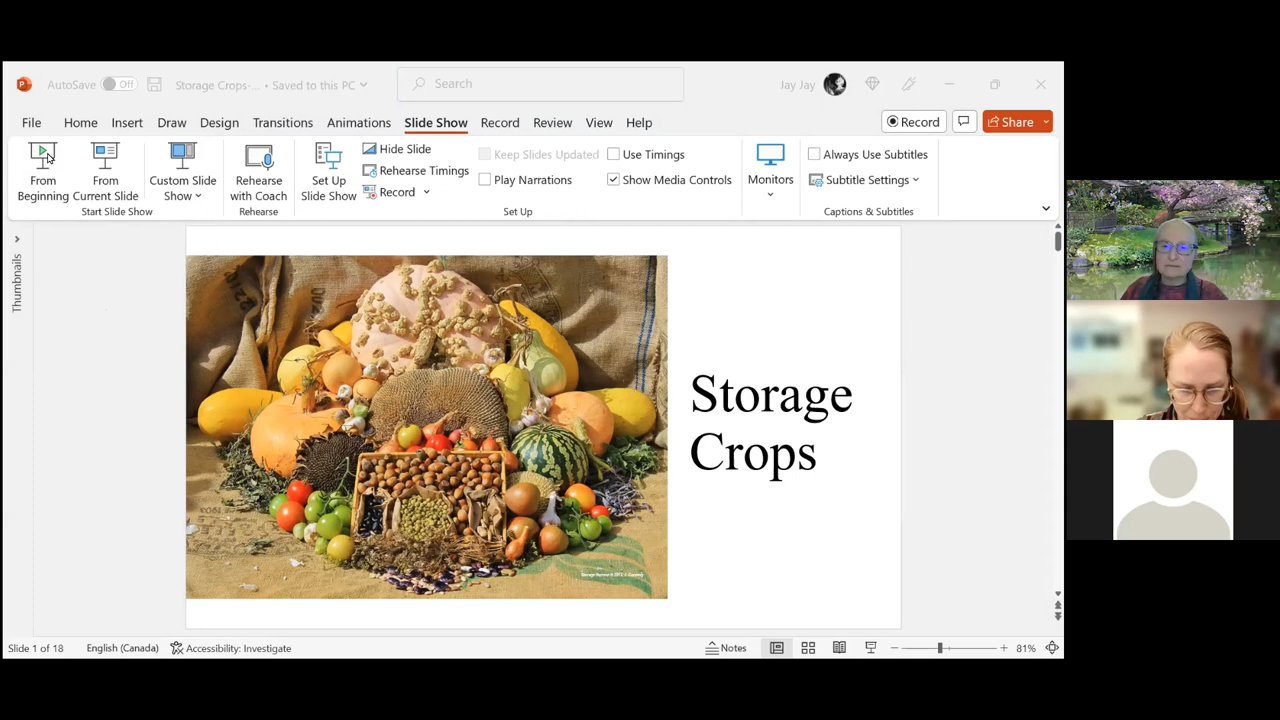 AutoSave Off Storage Crops-... • Saved to this PC Search Jay Jay
File Home Insert Draw Design Transitions Animations Slide Show Record Review View Help Record Share
From Beginning
From Current Slide
Start Slide Show
Custom Slide Show
Rehearse with Coach
Rehearse
Set Up Slide Show
Hide Slide
Rehearse Timings
Record
Keep Slides Updated
Play Narrations
Use Timings
Show Media Controls
Set Up
Monitors
Always Use Subtitles
Subtitle Settings
Captions & Subtitles
Thumbnails
Storage
Crops
Slide 1 of 18 English (Canada) Accessibility: Investigate Notes 81%